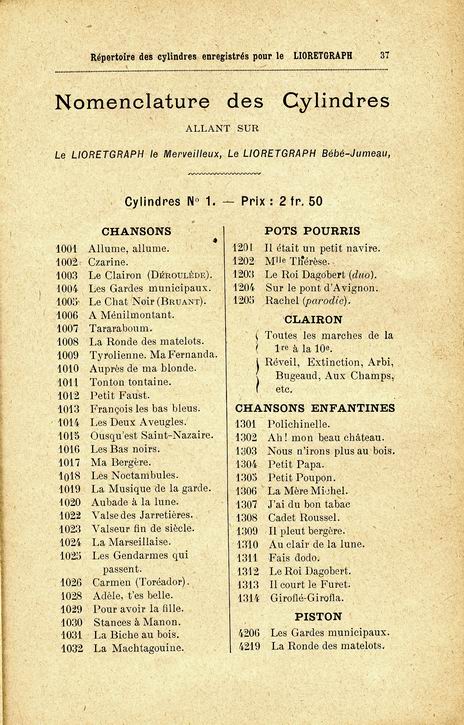 Répertoire des cylindres enregistrés pour le LIORETGRAPH 37
Nomenclature des Cylindres
ALLANT SUR
Le LIORETGRAPH le Merveilleux, Le LIORETGRAPH Bébé-Jumeau,
Cylindres No 1. — Prix : 2 fr. 50
CHANSONS
1001 Allume, allume.
1002 Czarine.
1003 Le Clairon (DÉROULÈDE).
1004 Les Gardes municipaux.
1005 Le Chat Noir (BRUANT).
1006 A Ménilmontant.
1007 Tararaboum.
1008 La Ronde des matelots.
1009 Tyrolienne. Ma Fernanda.
1010 Auprès de ma blonde.
1011 Tonton tontaine.
1012 Petit Faust.
1013 François les bas bleus.
1014 Les Deux Aveugles.
1015 Ousqu'est Saint-Nazaire.
1016 Les Bas noirs.
1017 Ma Bergère.
1018 Les Noctambules.
1019 La Musique de la garde.
1020 Aubade à la lune.
1022 Valse des Jarretières.
1023 Valseur fin de siècle.
1024 La Marseillaise.
1025 Les Gendarmes qui
passent.
1026 Carmen (Toréador).
1028 Adèle, t'es belle.
1029 Pour avoir la fille.
1030 Stances à Manon.
1031 La Biche au bois.
1032 La Machtagouine.
POTS POURRIS
1201 Il était un petit navire.
1202 Mlle Thérèse.
1203 Le Roi Dagobert (duo).
1204 Sur le pont d'Avignon.
1205 Rachel (parodie).
CLAIRON
Toutes les marches de la
1re à la 10e.
Réveil, Extinction, Arbi,
Bugeaud, Aux Champs,
etc.
CHANSONS ENFANTINES
1301 Polichinelle.
1302 Ah! mon beau château.
1303 Nous n'irons plus au bois.
1304 Petit Papa.
1305 Petit Poupon.
1306 La Mère Michel.
1307 J'ai du bon tabac
1308 Cadet Roussel.
1309 Il pleut bergère.
1310 Au clair de la lune.
1311 Fais dodo.
1312 Le Roi Dagobert.
1313 Il court le Furet.
1314 Giroflé-Girofla.
PISTON
4206 Les Gardes municipaux.
4219 La Ronde des matelots.